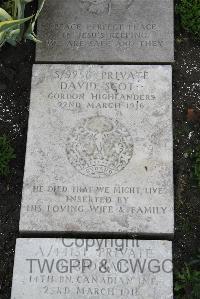 PEACE PERFECT PEACE
IN JESUS'S KEEPING
WE ARE SAFE AND THEY
PRIVATE
DAVID SCOTT
GORDON HIGHLANDERS
22ND MARCH 1916
HE DIED THAT WE MIGHT LIVE
INSERTED BY
HIS LOVING WIFE & FAMILY
PRIVATE
14TH BN. CANADIAN INF.
23RD MARCH 1916
© Copyright
TWGPP & CWGC